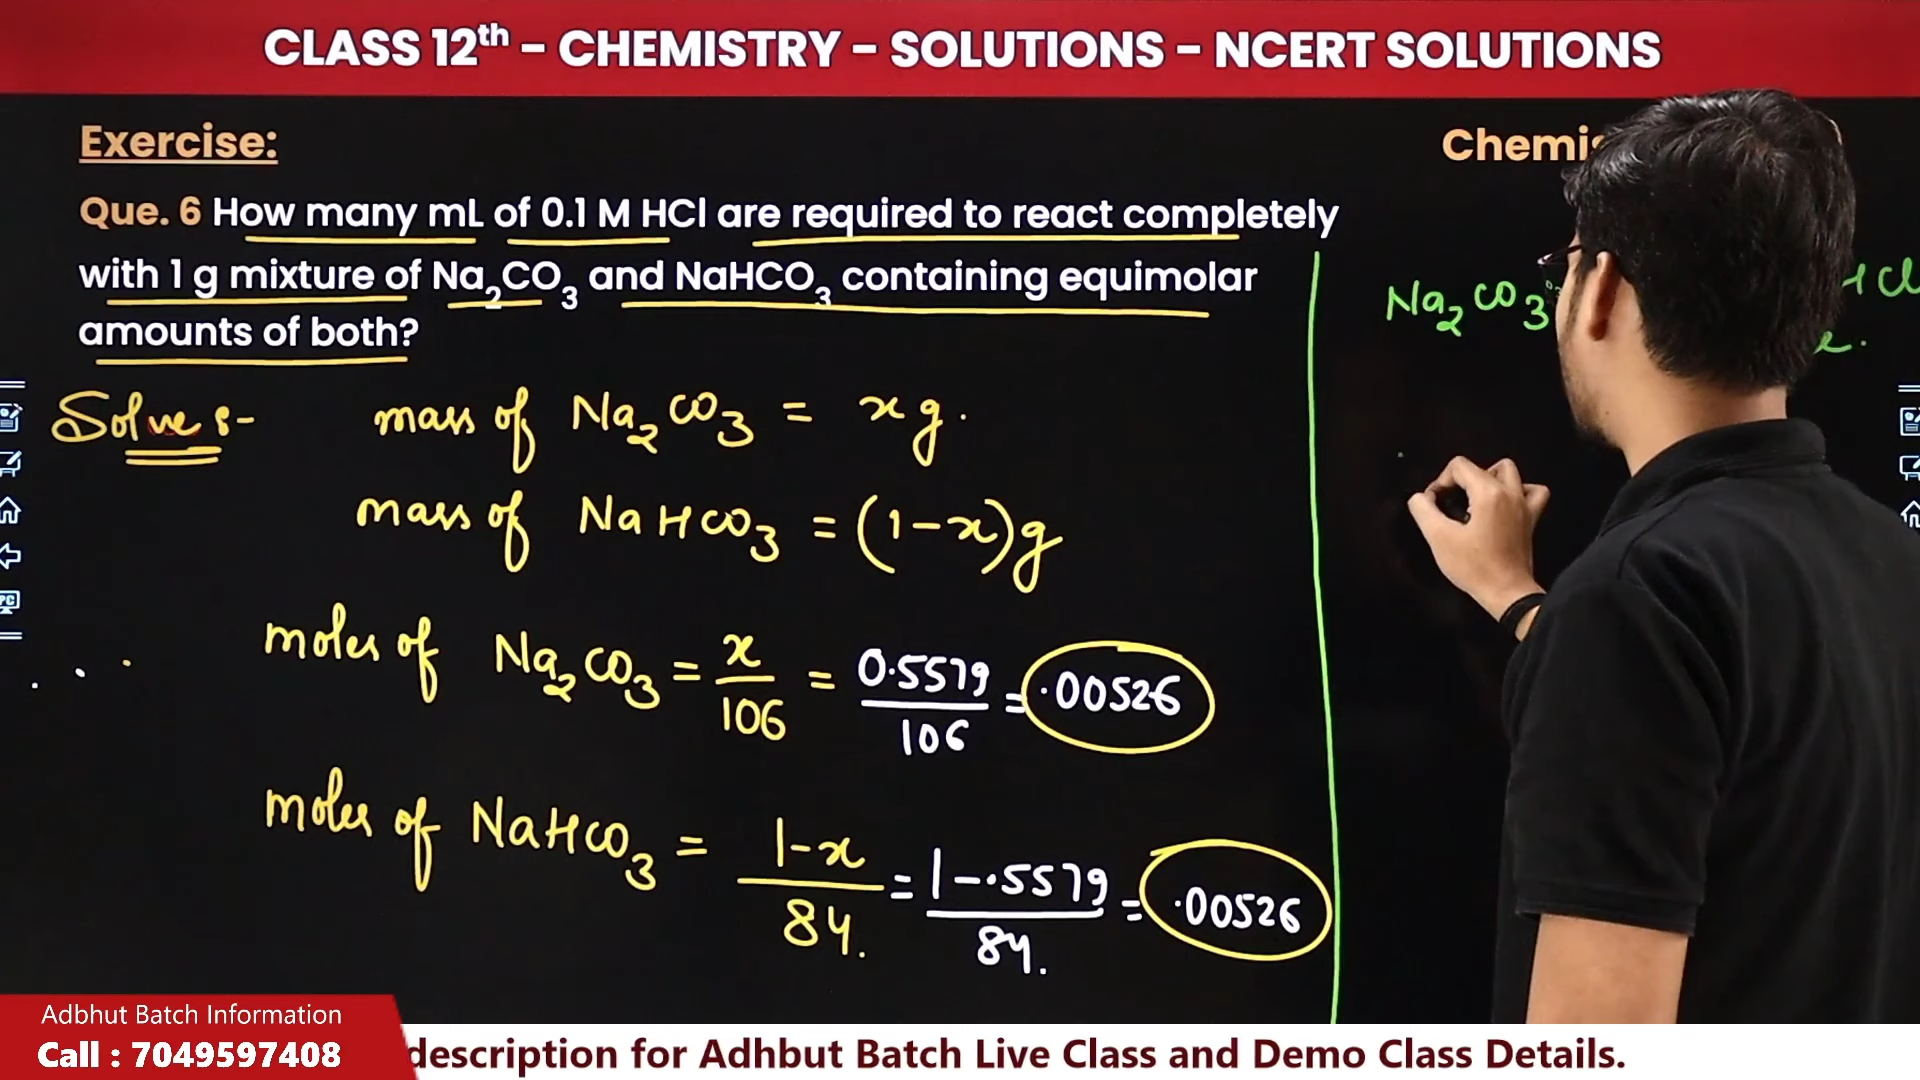 CLASS 12th – CHEMISTRY – SOLUTIONS – NCERT SOLUTIONS
Exercise:
Que. 6 How many mL of 0.1 M HCl are required to react completely
with 1 g mixture of Na2CO3 and NaHCO3 containing equimolar
amounts of both?
Solve :-
mass of Na2CO3 = x g.
mass of NaHCO3 = (1-x)g
moles of Na2CO3 = x/106 = 0.5579/106 = .00526
moles of NaHCO3 = 1-x/84. = 1-.5579/84. = .00526
Na2CO3
HCl
Adbhut Batch Information
Call : 7049597408
description for Adhbut Batch Live Class and Demo Class Details.